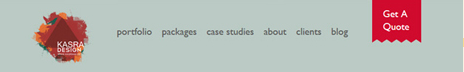 KASRA
DESIGN
portfolio packages case studies about clients blog
Get A
Quote